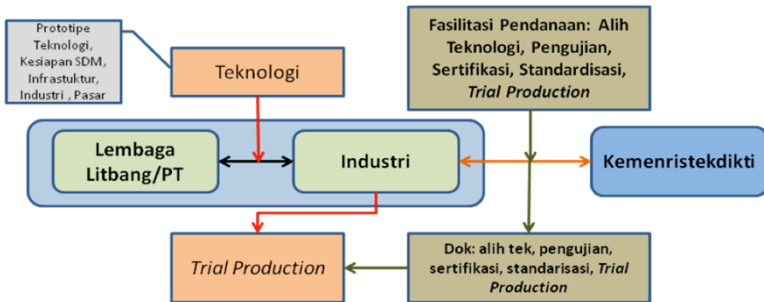 Prototipe
Teknologi,
Kesiapan SDM,
Infrastuktur,
Industri , Pasar
Teknologi
Fasilitasi Pendanaan: Alih
Teknologi, Pengujian,
Sertifikasi, Standardisasi,
Trial Production
Lembaga
Litbang/PT
Industri
Kemenristekdikti
Trial Production
Dok: alih tek, pengujian,
sertifikasi, standarisasi, Trial
Production